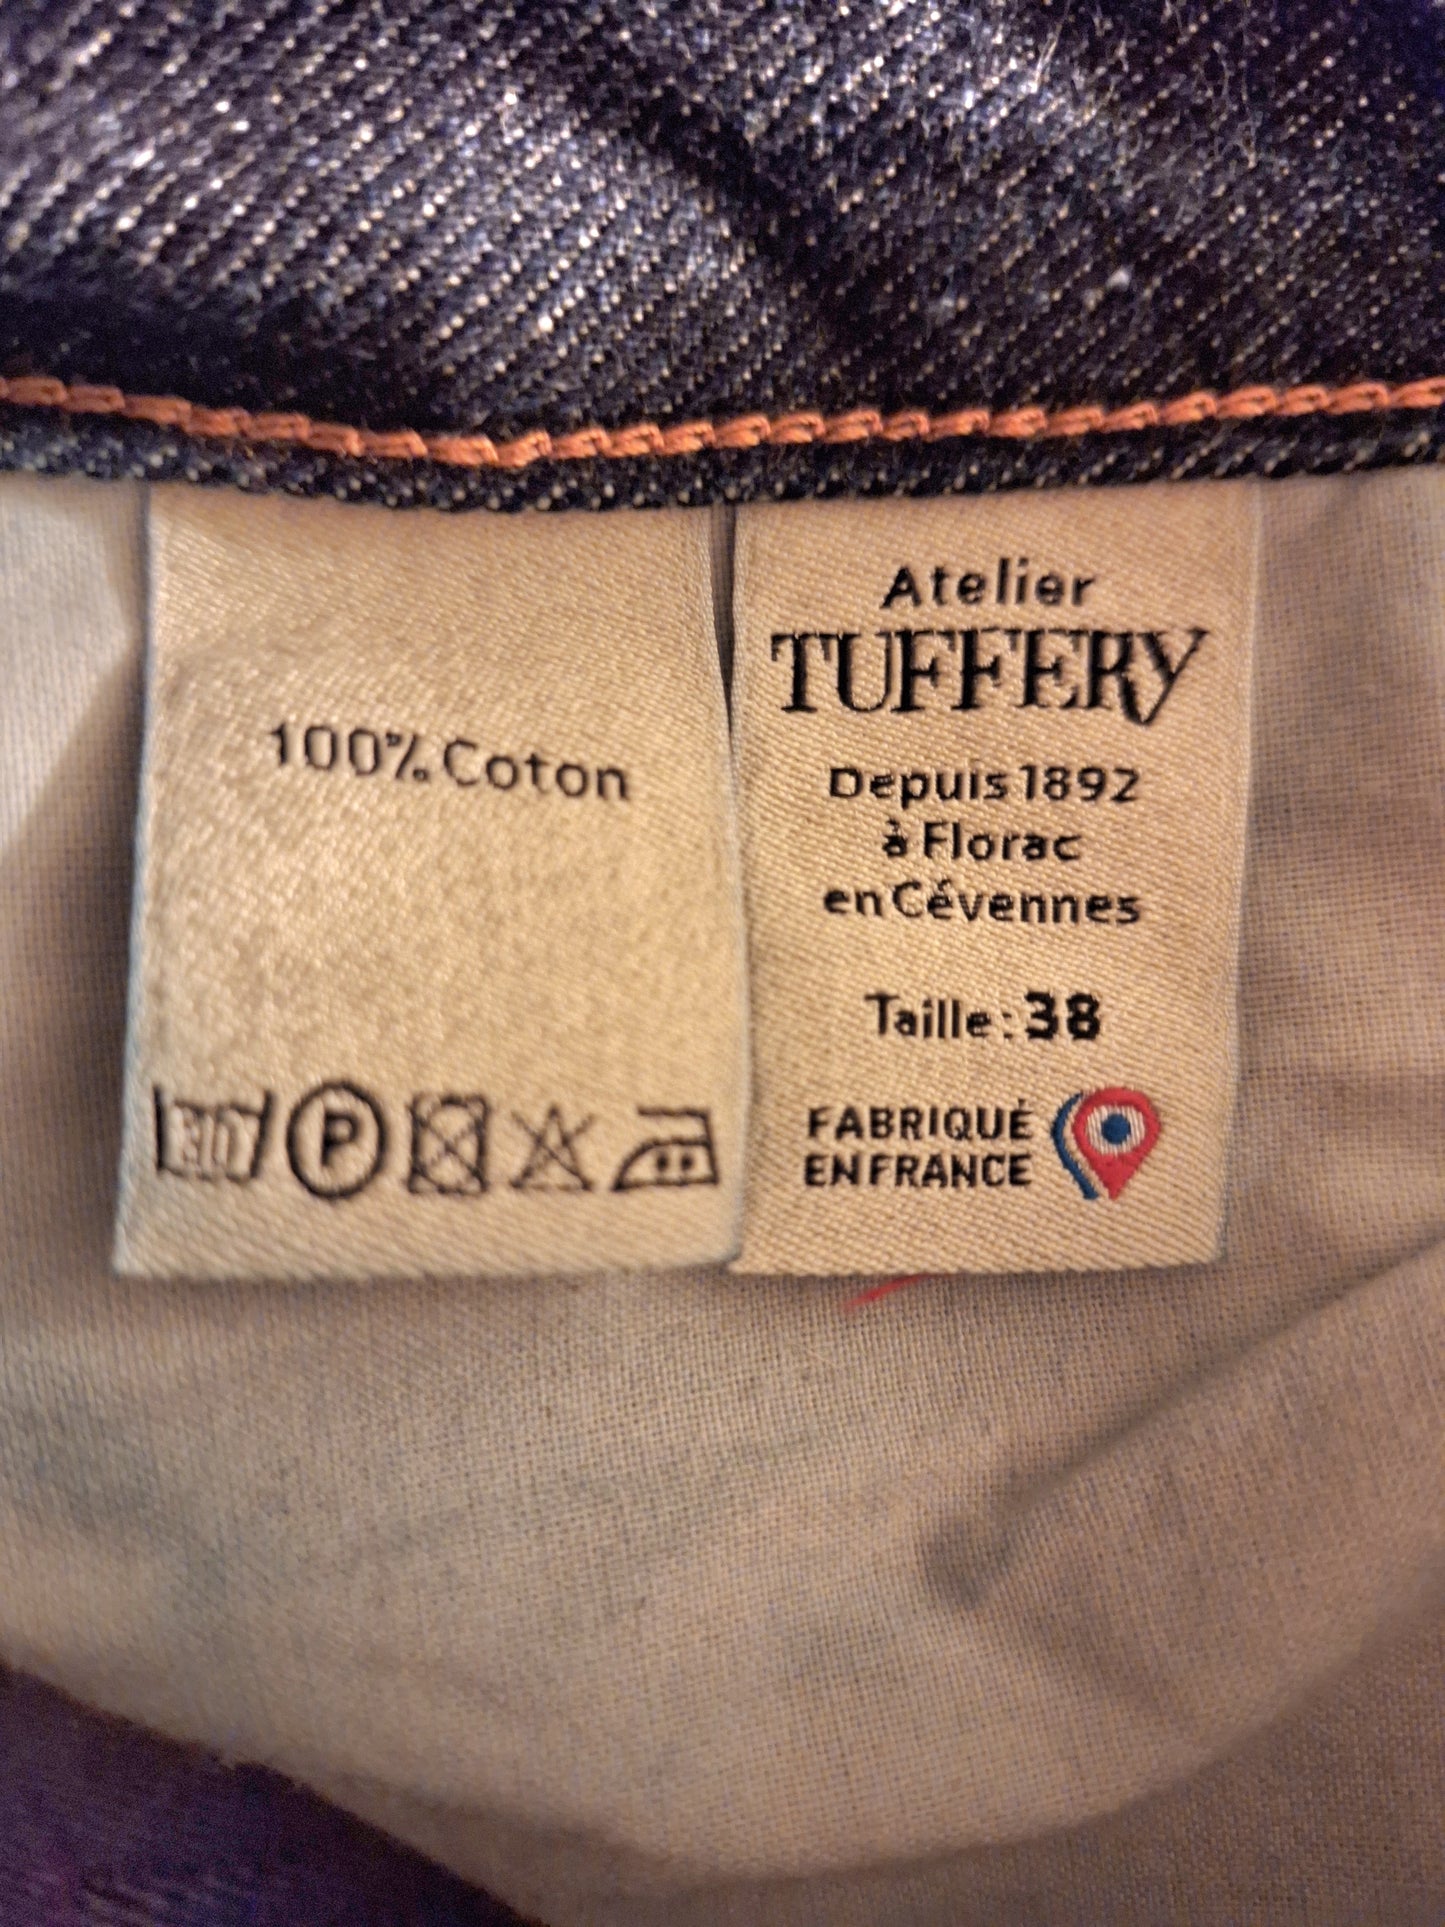 100% Coton
30
P
Atelier
TUFFERY
Depuis 1892
à Florac
en Cévennes
Taille: 38
FABRIQUÉ
EN FRANCE